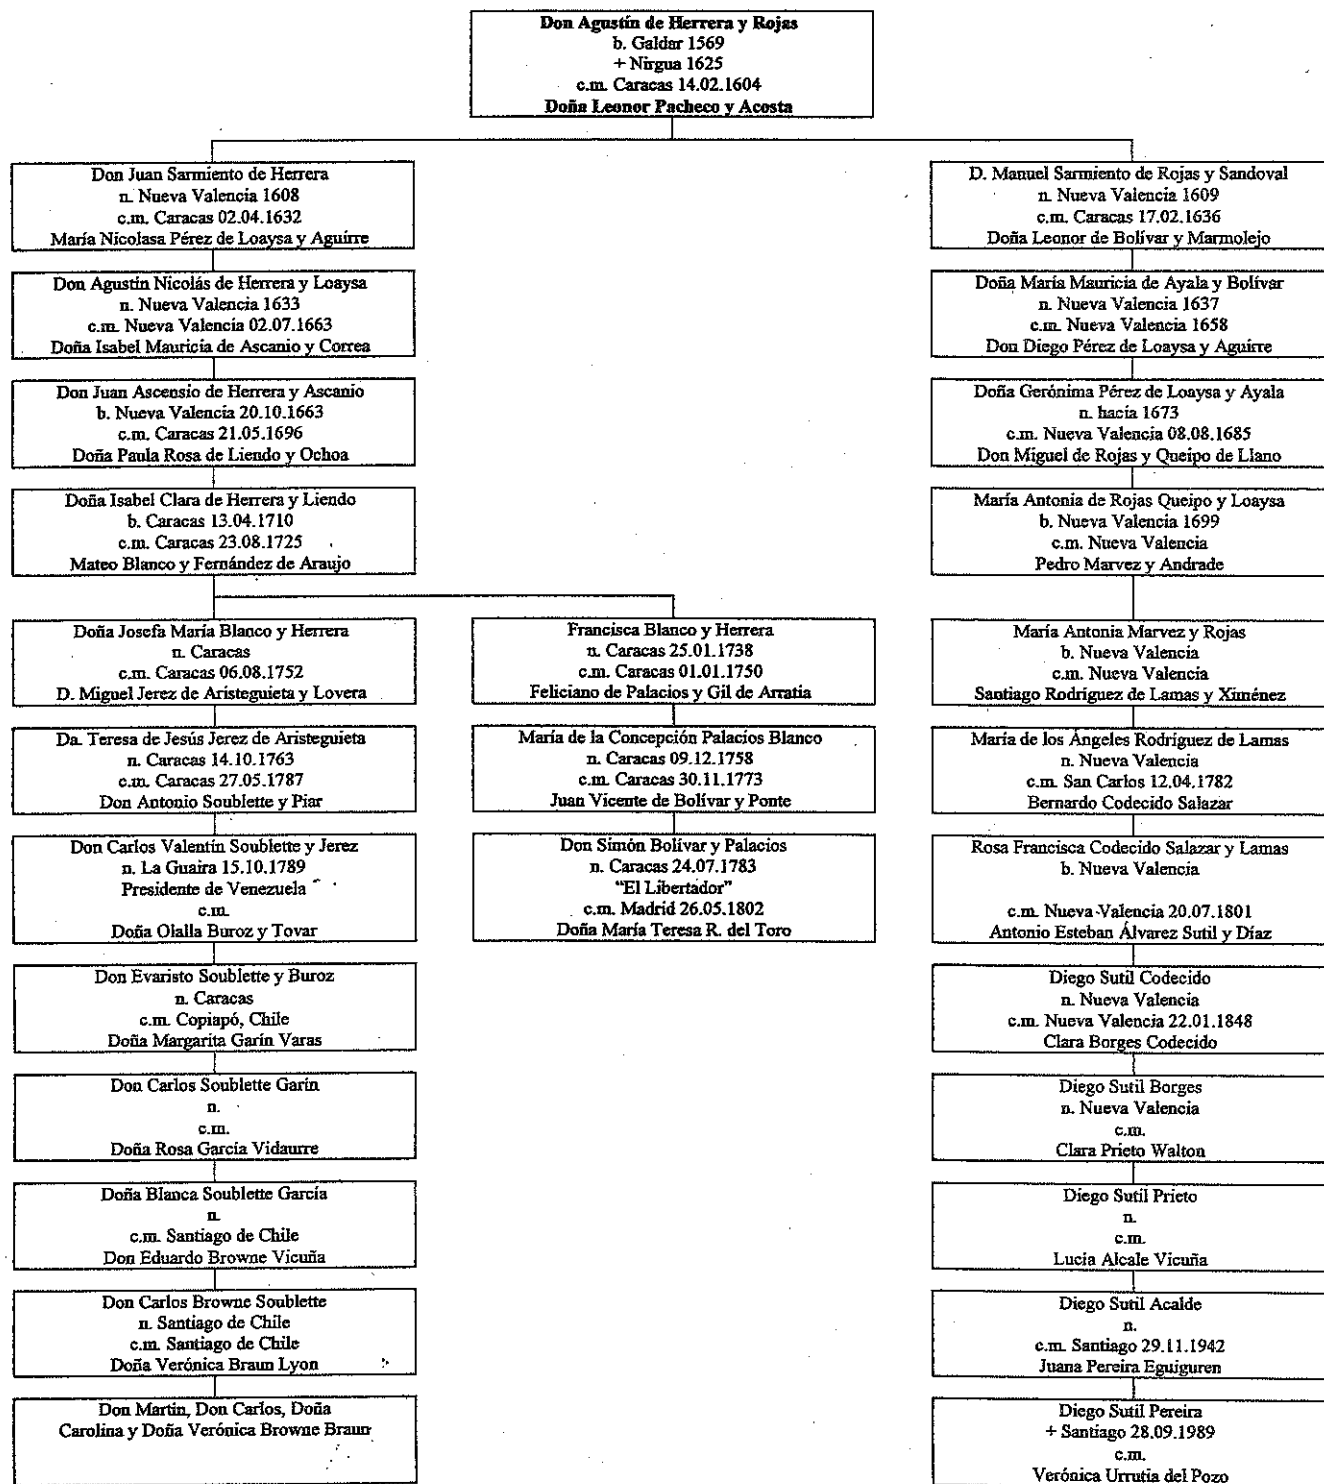 Don Agustín de Herrera y Rojas
b. Galdar 1569
+ Nirgua 1625
c.m. Caracas 14.02.1604
Doña Leonor Pacheco y Acosta
Don Juan Sarmiento de Herrera
n. Nueva Valencia 1608
c.m. Caracas 02.04.1632
María Nicolasa Pérez de Loaysa y Aguirre
D. Manuel Sarmiento de Rojas y Sandoval
n. Nueva Valencia 1609
c.m. Caracas 17.02.1636
Doña Leonor de Bolívar y Marmolejo
Don Agustín Nicolás de Herrera y Loaysa
n. Nueva Valencia 1633
c.m. Nueva Valencia 02.07.1663
Doña Isabel Mauricia de Ascanio y Correa
Doña María Mauricia de Ayala y Bolívar
n. Nueva Valencia 1637
c.m. Nueva Valencia 1658
Don Diego Pérez de Loaysa y Aguirre
Don Juan Ascensio de Herrera y Ascanio
b. Nueva Valencia 20.10.1663
c.m. Caracas 21.05.1696
Doña Paula Rosa de Liendo y Ochoa
Doña Gerónima Pérez de Loaysa y Ayala
n. hacía 1673
c.m. Nueva Valencia 08.08.1685
Don Miguel de Rojas y Queipo de Llano
Doña Isabel Clara de Herrera y Liendo
b. Caracas 13.04.1710
c.m. Caracas 23.08.1725
Mateo Blanco y Fernández de Araujo
María Antonia de Rojas Queipo y Loaysa
b. Nueva Valencia 1699
c.m. Nueva Valencia
Pedro Marvez y Andrade
Doña Josefa María Blanco y Herrera
n. Caracas
c.m. Caracas 06.08.1752
D. Miguel Jerez de Aristeguieta y Lovera
Francisca Blanco y Herrera
n. Caracas 25.01.1738
c.m. Caracas 01.01.1750
Feliciano de Palacios y Gil de Arratia
María Antonia Marvez y Rojas
b. Nueva Valencia
c.m. Nueva Valencia
Santiago Rodríguez de Lamas y Ximénez
Da. Teresa de Jesús Jerez de Aristeguieta
n. Caracas 14.10.1763
c.m. Caracas 27.05.1787
Don Antonio Soublette y Piar
María de la Concepción Palacios Blanco
n. Caracas 09.12.1758
c.m. Caracas 30.11.1773
Juan Vicente de Bolívar y Ponte
María de los Ángeles Rodríguez de Lamas
n. Nueva Valencia
c.m. San Carlos 12.04.1782
Bernardo Codecido Salazar
Don Carlos Valentín Soublette y Jerez
n. La Guaira 15.10.1789
Presidente de Venezuela
c.m.
Doña Olalla Buroz y Tovar
Don Simón Bolívar y Palacios
n. Caracas 24.07.1783
“El Libertador”
c.m. Madrid 26.05.1802
Doña María Teresa R. del Toro
Rosa Francisca Codecido Salazar y Lamas
b. Nueva Valencia
c.m. Nueva Valencia 20.07.1801
Antonio Esteban Álvarez Sutil y Díaz
Don Evaristo Soublette y Buroz
n. Caracas
c.m. Copiapó, Chile
Doña Margarita Garín Varas
Diego Sutil Codecido
n. Nueva Valencia
c.m. Nueva Valencia 22.01.1848
Clara Borges Codecido
Don Carlos Soublette Garín
n.
c.m.
Doña Rosa García Vidaurre
Diego Sutil Borges
n. Nueva Valencia
c.m.
Clara Prieto Walton
Doña Blanca Soublette García
n.
c.m. Santiago de Chile
Don Eduardo Browne Vicuña
Diego Sutil Prieto
n.
c.m.
Lucía Alcale Vicuña
Don Carlos Browne Soublette
n. Santiago de Chile
c.m. Santiago de Chile
Doña Verónica Braun Lyon
Diego Sutil Acalde
n.
c.m. Santiago 29.11.1942
Juana Pereira Eguiguren
Don Martín, Don Carlos, Doña
Carolina y Doña Verónica Browne Braun
Diego Sutil Pereira
+ Santiago 28.09.1989
c.m.
Verónica Urrutia del Pozo